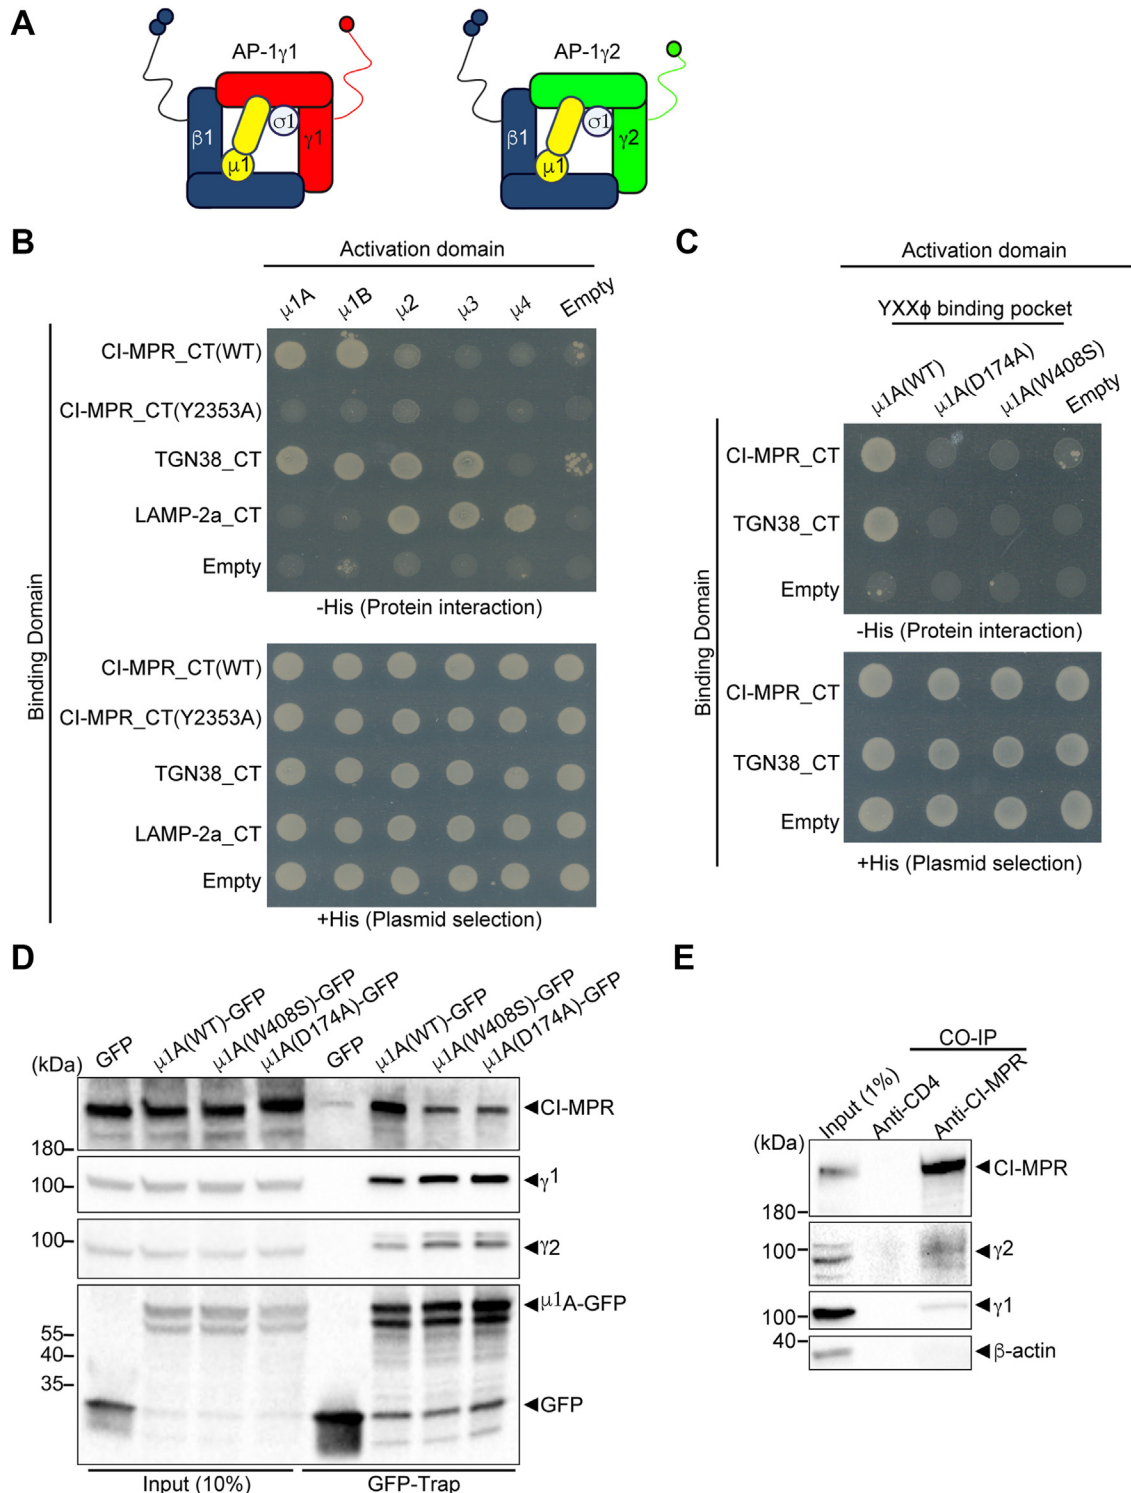 A
AP-1γ1
AP-1γ2
β1
μ1
σ1
γ1
β1
μ1
σ1
γ2
B
Activation domain
μ1A
μ1B
μ2
μ3
μ4
Empty
Binding Domain
CI-MPR_CT(WT)
CI-MPR_CT(Y2353A)
TGN38_CT
LAMP-2a_CT
Empty
-His (Protein interaction)
CI-MPR_CT(WT)
CI-MPR_CT(Y2353A)
TGN38_CT
LAMP-2a_CT
Empty
+His (Plasmid selection)
C
Activation domain
YXXϕ binding pocket
μ1A(WT)
μ1A(D174A)
μ1A(W408S)
Empty
Binding Domain
CI-MPR_CT
TGN38_CT
Empty
-His (Protein interaction)
CI-MPR_CT
TGN38_CT
Empty
+His (Plasmid selection)
D
(kDa)
GFP
μ1A(WT)-GFP
μ1A(W408S)-GFP
μ1A(D174A)-GFP
GFP
μ1A(WT)-GFP
μ1A(W408S)-GFP
μ1A(D174A)-GFP
CI-MPR
180
100
γ1
100
γ2
μ1A-GFP
55
40
35
GFP
Input (10%)
GFP-Trap
E
CO-IP
(kDa)
Input (1%)
Anti-CD4
Anti-CI-MPR
CI-MPR
180
100
γ2
100
γ1
40
β-actin